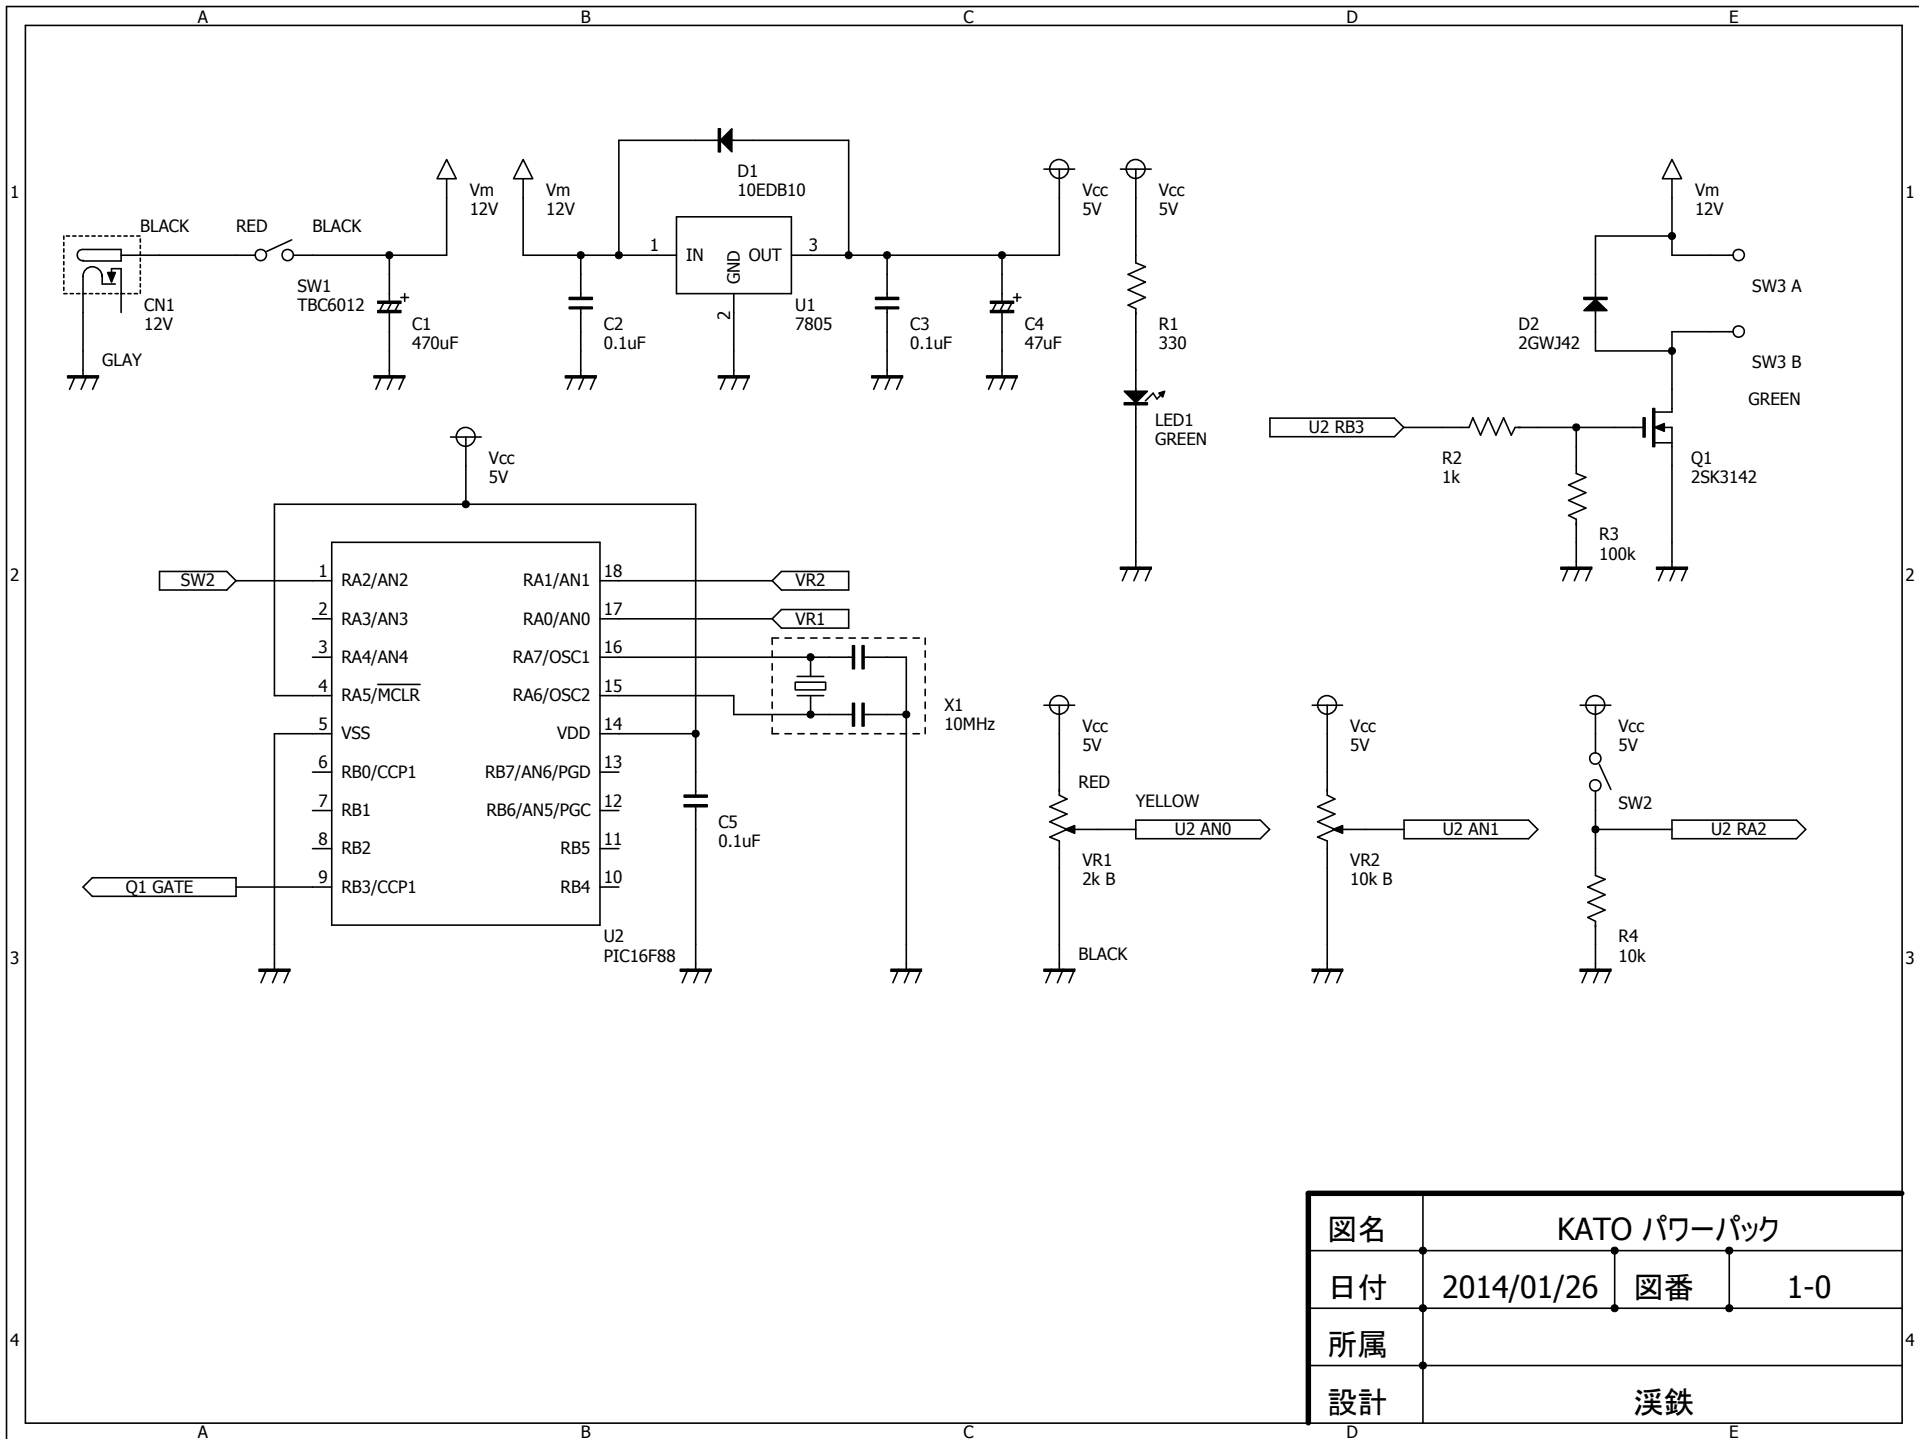 A B C D E
1
1
D1
10EDB10
Vm
12V
Vm
12V
Vcc
5V
Vcc
5V
Vm
12V
BLACK RED BLACK
1 IN GND OUT 3
2
SW1
TBC6012
CN1
12V
+
C1
470uF
C2
0.1uF
U1
7805
C3
0.1uF
+
C4
47uF
R1
330
SW3 A
D2
2GWJ42
SW3 B
GREEN
GLAY
LED1
GREEN
U2 RB3
R2
1k
Q1
2SK3142
R3
100k
Vcc
5V
2
2
SW2
1 RA2/AN2 RA1/AN1 18
VR2
2 RA3/AN3 RA0/AN0 17
VR1
3 RA4/AN4 RA7/OSC1 16
4 RA5/MCLR RA6/OSC2 15
5 VSS VDD 14
6 RB0/CCP1 RB7/AN6/PGD 13
7 RB1 RB6/AN5/PGC 12
8 RB2 RB5 11
Q1 GATE
9 RB3/CCP1 RB4 10
U2
PIC16F88
X1
10MHz
C5
0.1uF
Vcc
5V
RED
YELLOW
U2 AN0
VR1
2k B
BLACK
Vcc
5V
U2 AN1
VR2
10k B
Vcc
5V
SW2
U2 RA2
R4
10k
3
3
図名 KATO パワーパック
日付 2014/01/26 図番 1-0
所属
設計 渓鉄
4
4
A B C D E